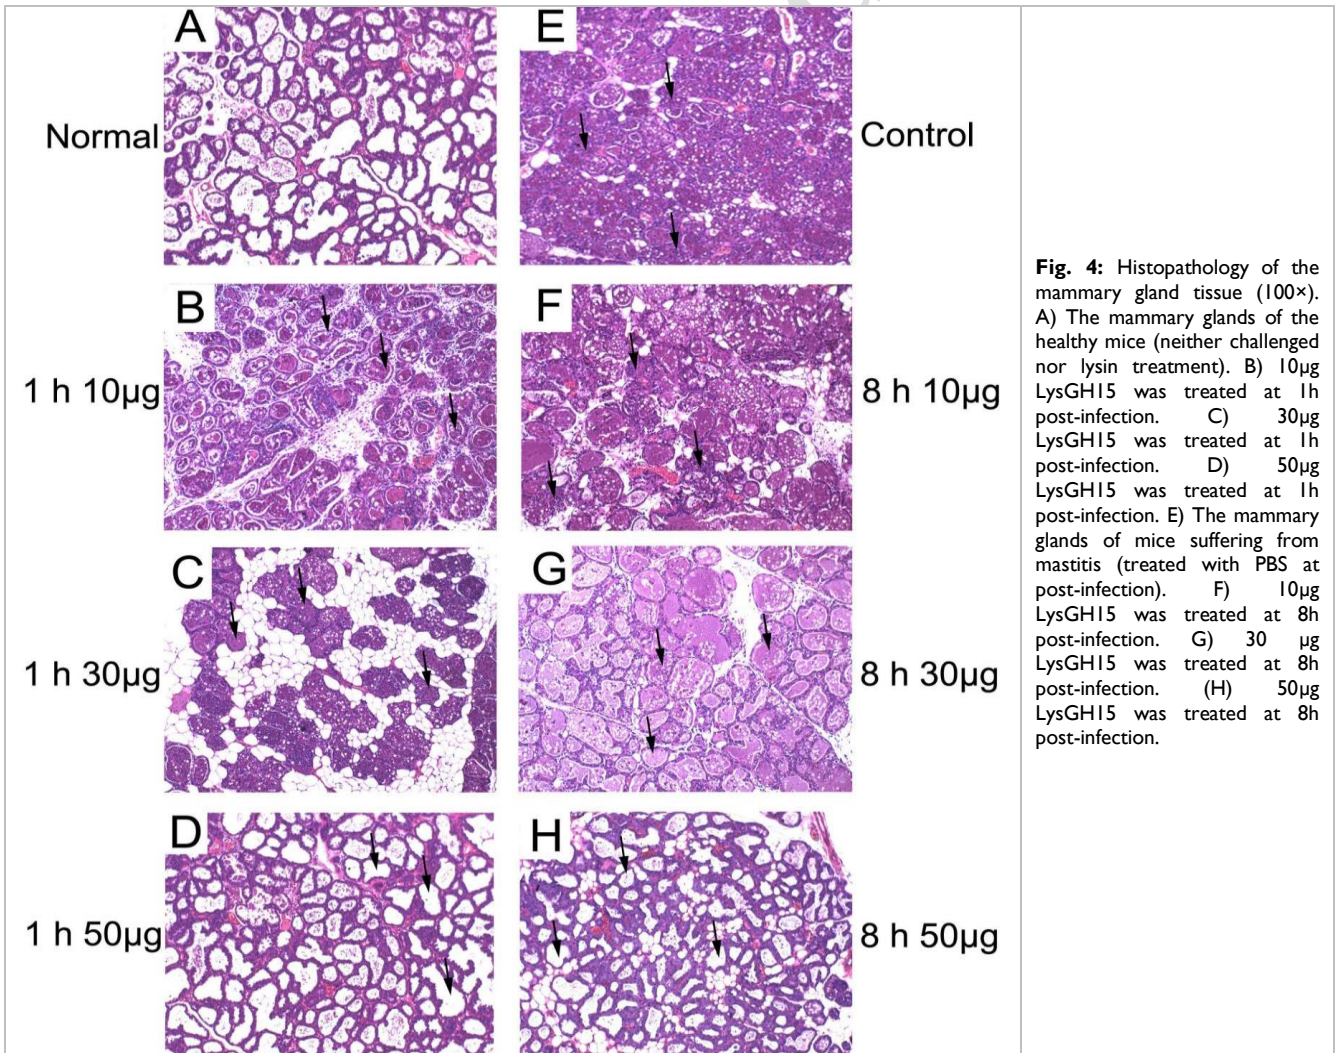 A
E
Normal
Control
B
F
1 h 10µg
8 h 10µg
C
G
1 h 30µg
8 h 30µg
D
H
1 h 50µg
8 h 50µg
Fig. 4: Histopathology of the
mammary gland tissue (100×).
A) The mammary glands of the
healthy mice (neither challenged
nor lysin treatment). B) 10µg
LysGH15 was treated at 1h
post-infection. C) 30µg
LysGH15 was treated at 1h
post-infection. D) 50µg
LysGH15 was treated at 1h
post-infection. E) The mammary
glands of mice suffering from
mastitis (treated with PBS at
post-infection). F) 10µg
LysGH15 was treated at 8h
post-infection. G) 30 µg
LysGH15 was treated at 8h
post-infection. (H) 50µg
LysGH15 was treated at 8h
post-infection.